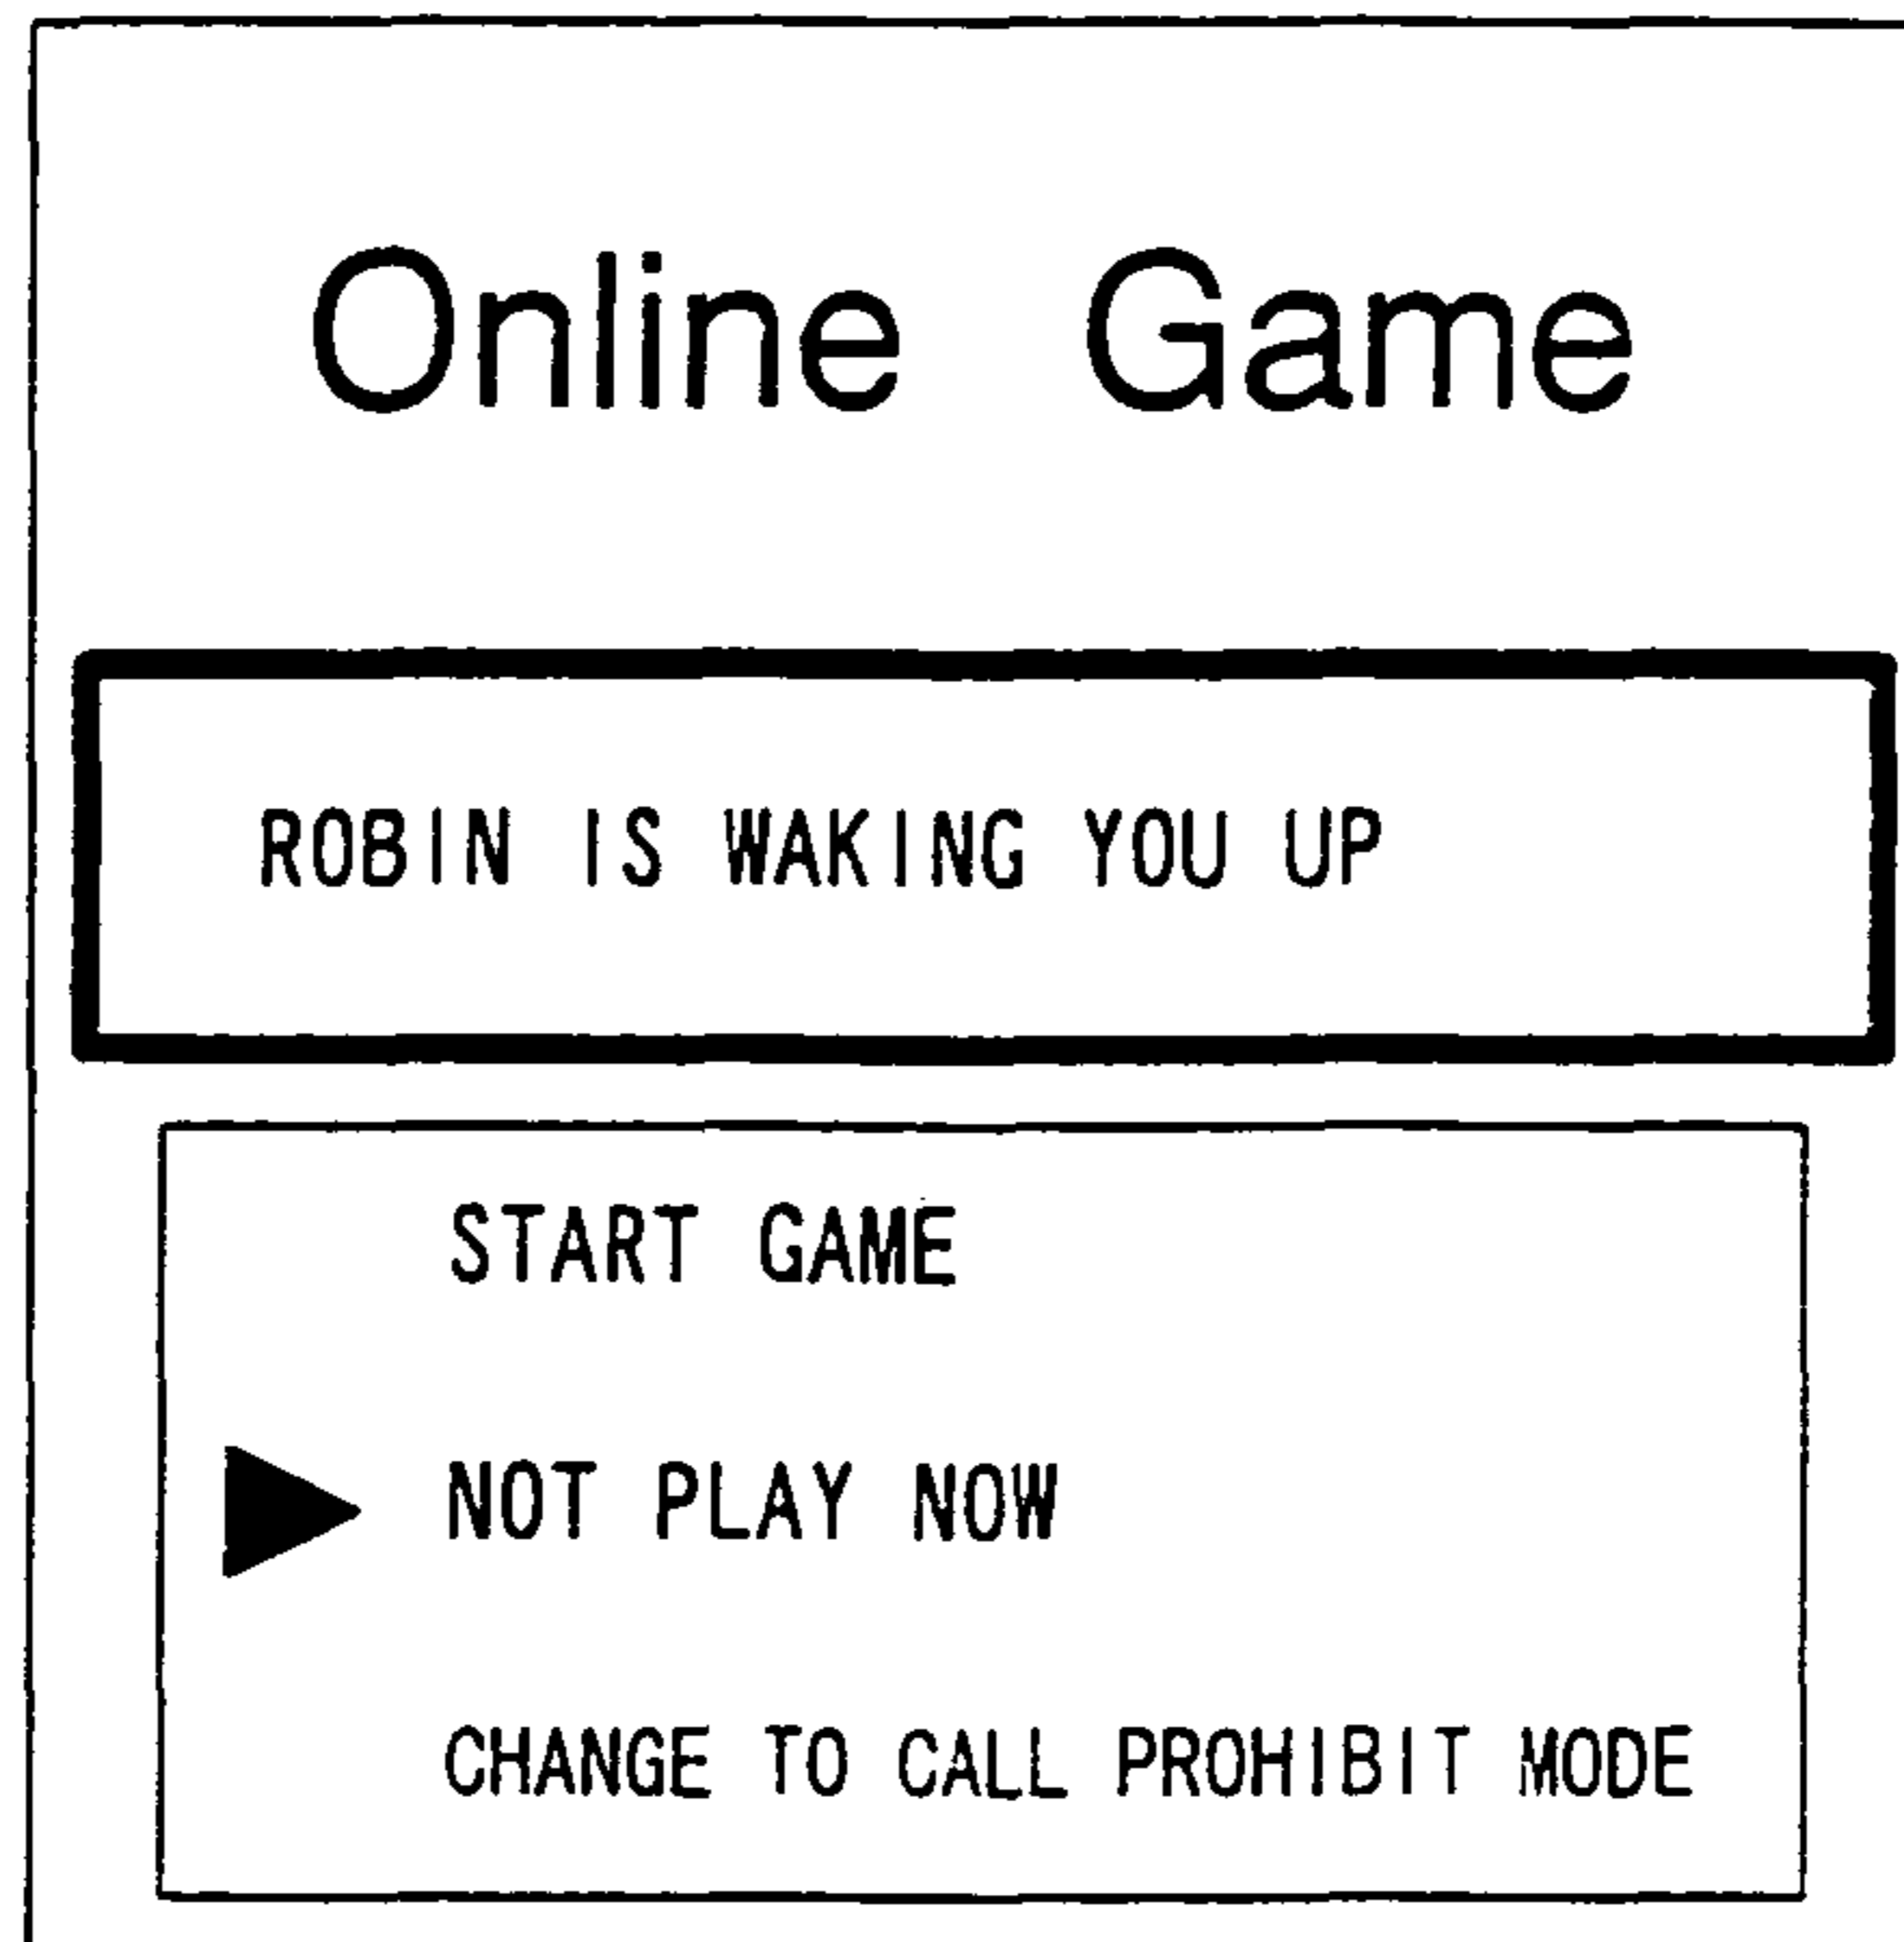 Online Game
ROBIN IS WAKING YOU UP
START GAME
NOT PLAY NOW
CHANGE TO CALL PROHIBIT MODE